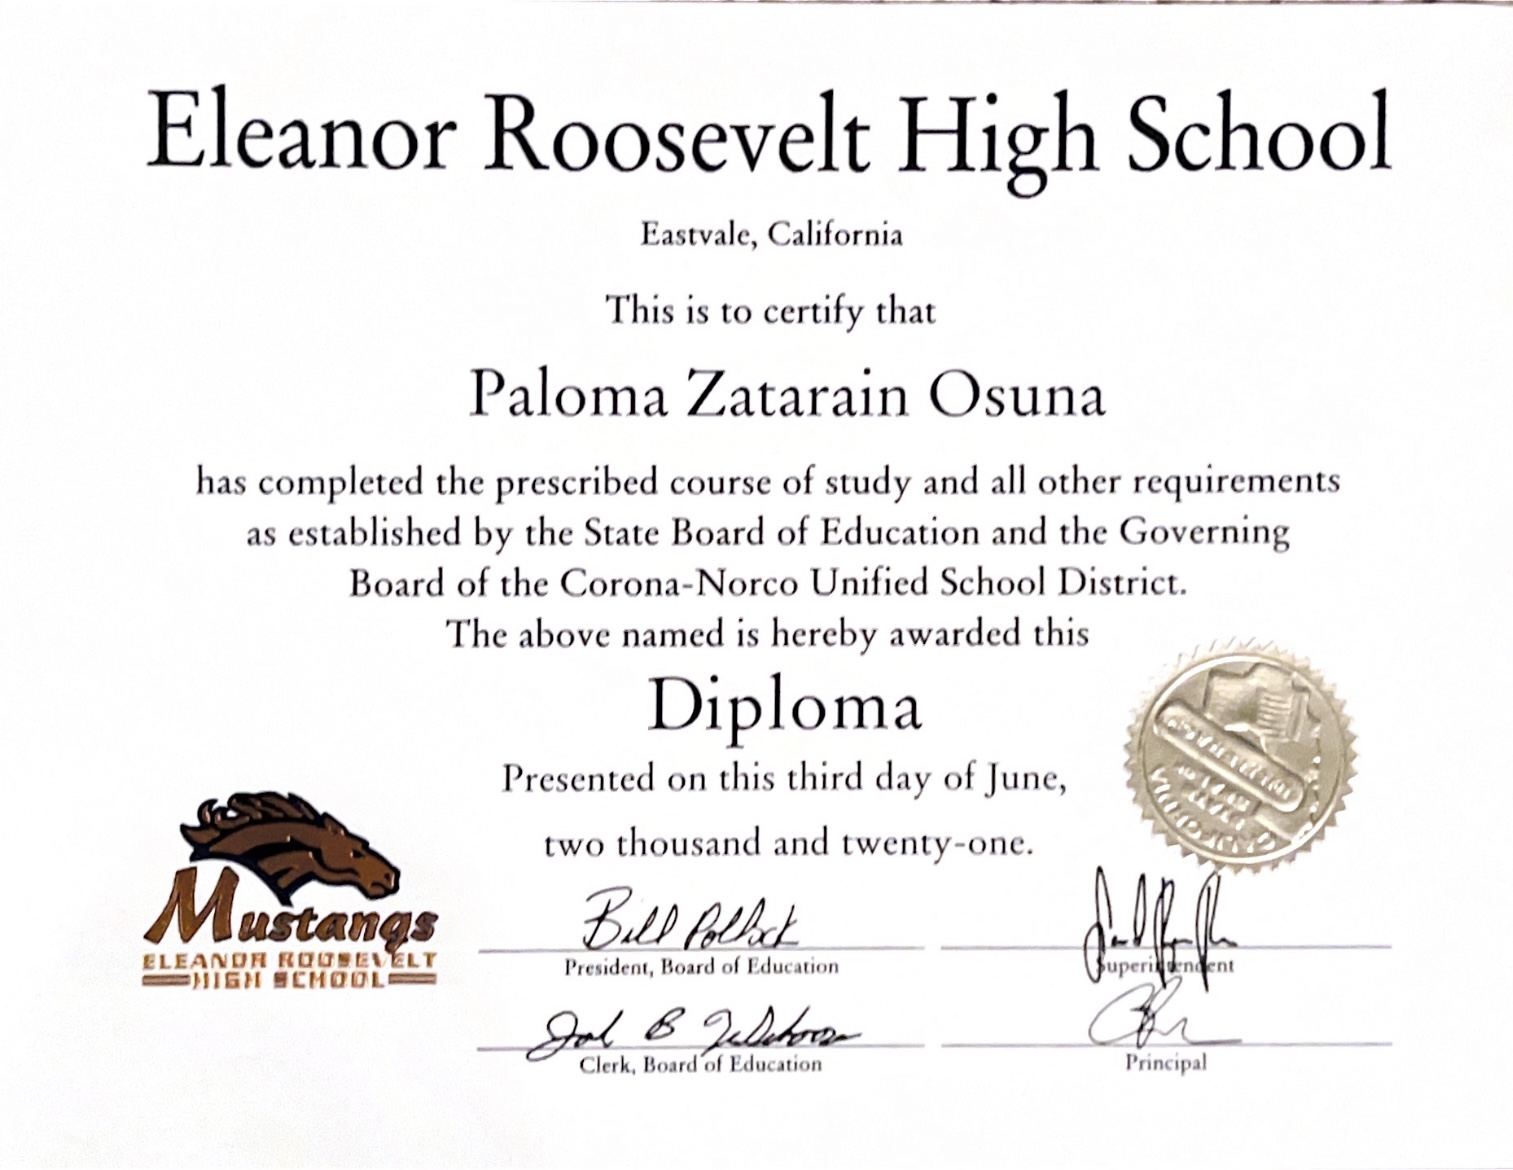 Eleanor Roosevelt High School
Eastvale, California
This is to certify that
Paloma Zatarain Osuna
has completed the prescribed course of study and all other requirements
as established by the State Board of Education and the Governing
Board of the Corona-Norco Unified School District.
The above named is hereby awarded this
Diploma
Presented on this third day of June,
two thousand and twenty-one.
Mustangs
ELEANOR ROOSEVELT
HIGH SCHOOL
Bill Pollock
President, Board of Education
Superintendent
Clerk, Board of Education
Principal